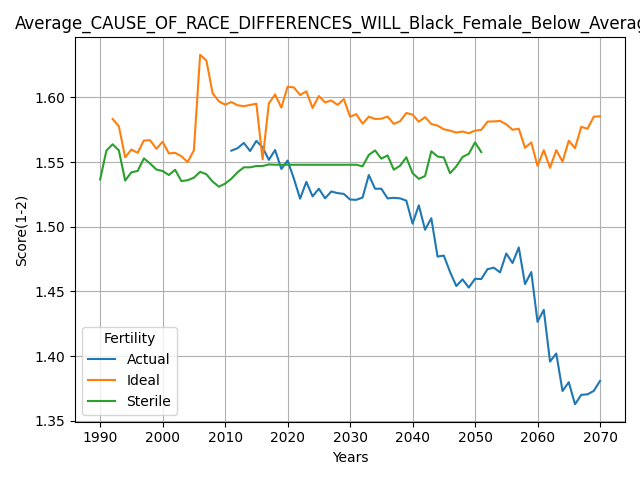 Average_CAUSE_OF_RACE_DIFFERENCES_WILL_Black_Female_Below_Averag
1.60
1.55
1.50
1.45
1.40
1.35
Score(1-2)
Fertility
Actual
Ideal
Sterile
1990 2000 2010 2020 2030 2040 2050 2060 2070
Years